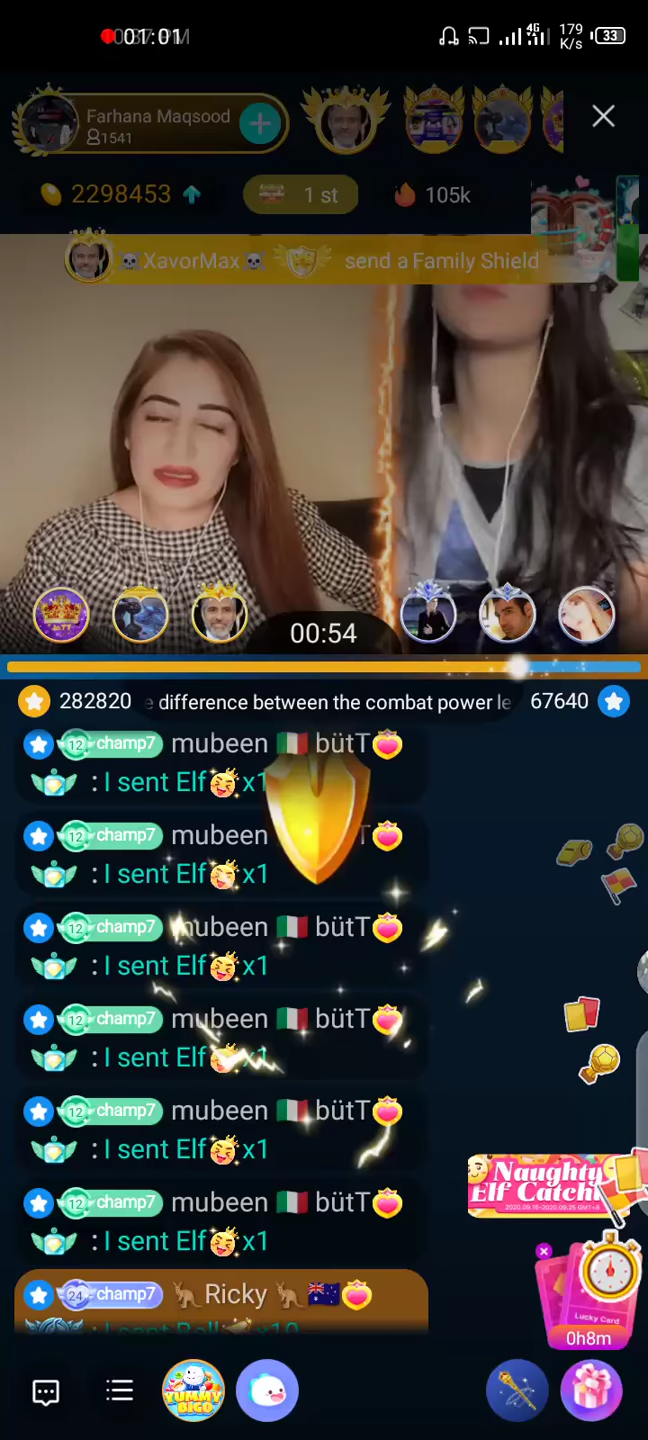 01:01
4G
179
K/s
33
Farhana Maqsood
1541
2298453
1 st
105k
XavorMax
send a Family Shield
00:54
282820
e difference between the combat power le
67640
12 champ7 mubeen 🇮🇹 bütT
: I sent Elf x1
12 champ7 mubeen 🇮🇹 bütT
: I sent Elf x1
12 champ7 mubeen 🇮🇹 bütT
: I sent Elf x1
12 champ7 mubeen 🇮🇹 bütT
: I sent Elf x1
12 champ7 mubeen 🇮🇹 bütT
: I sent Elf x1
12 champ7 mubeen 🇮🇹 bütT
: I sent Elf x1
24 champ7 🦘Ricky 🦘🇦🇺
Naughty
Elf
Lucky Card
0h8m
YUMMY
BIGO